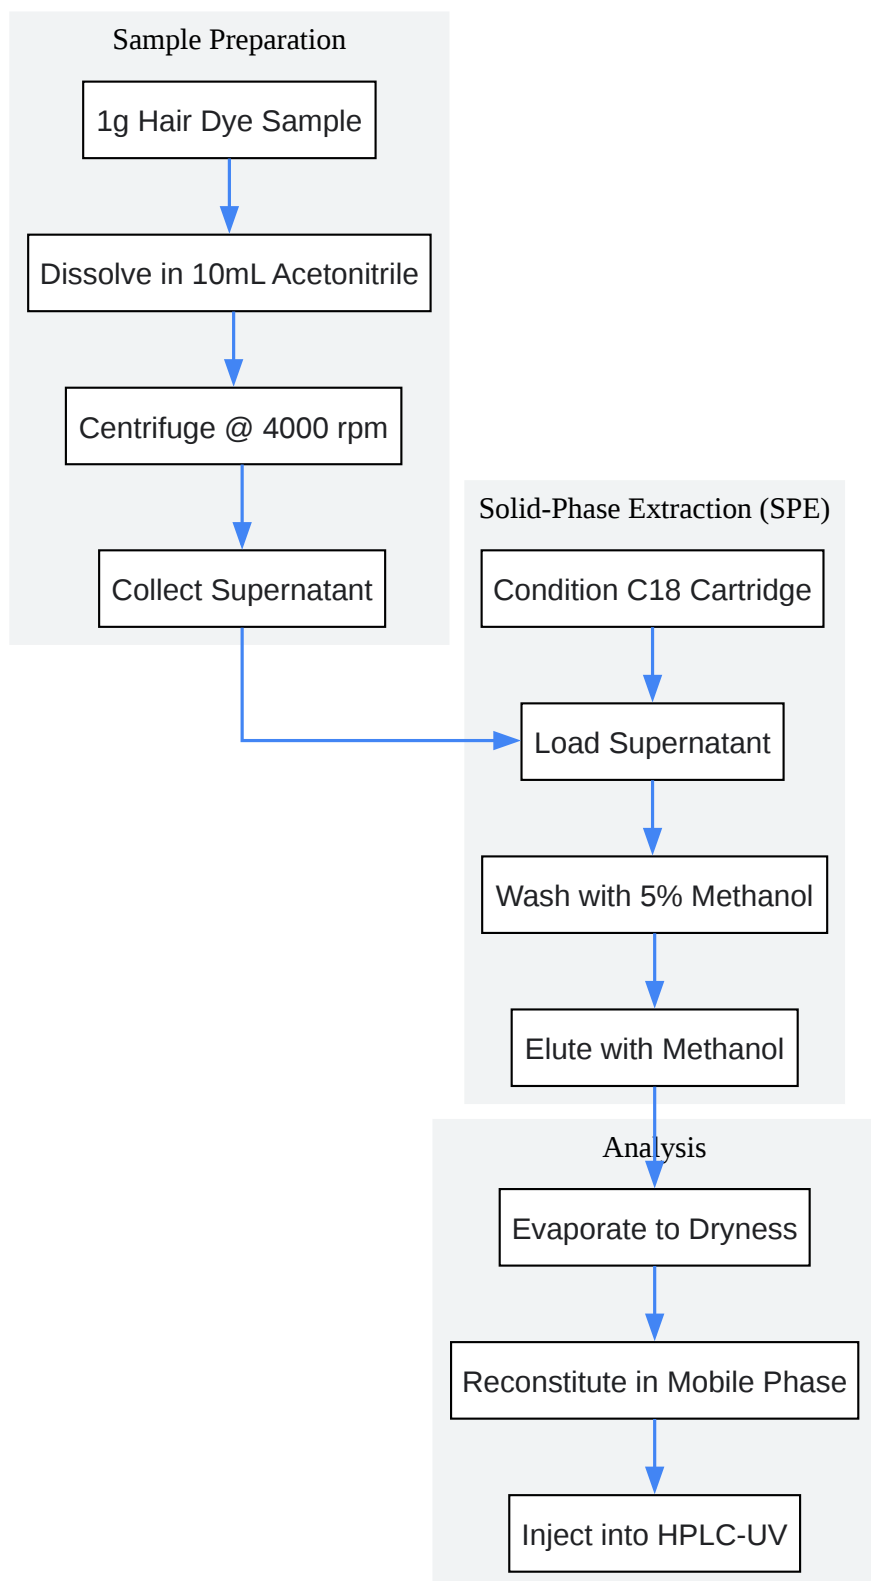 Sample Preparation
1g Hair Dye Sample
Dissolve in 10mL Acetonitrile
Centrifuge @ 4000 rpm
Collect Supernatant
Solid-Phase Extraction (SPE)
Condition C18 Cartridge
Load Supernatant
Wash with 5% Methanol
Elute with Methanol
Analysis
Evaporate to Dryness
Reconstitute in Mobile Phase
Inject into HPLC-UV